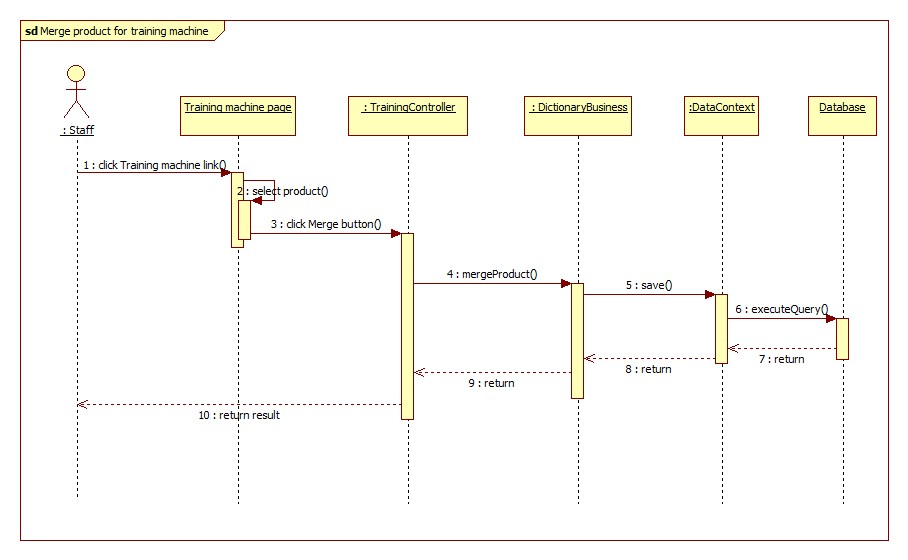 sd Merge product for training machine
: Staff
Training machine page
: TrainingController
: DictionaryBusiness
:DataContext
Database
1 : click Training machine link()
2 : select product()
3 : click Merge button()
4 : mergeProduct()
5 : save()
6 : executeQuery()
7 : return
8 : return
9 : return
10 : return result